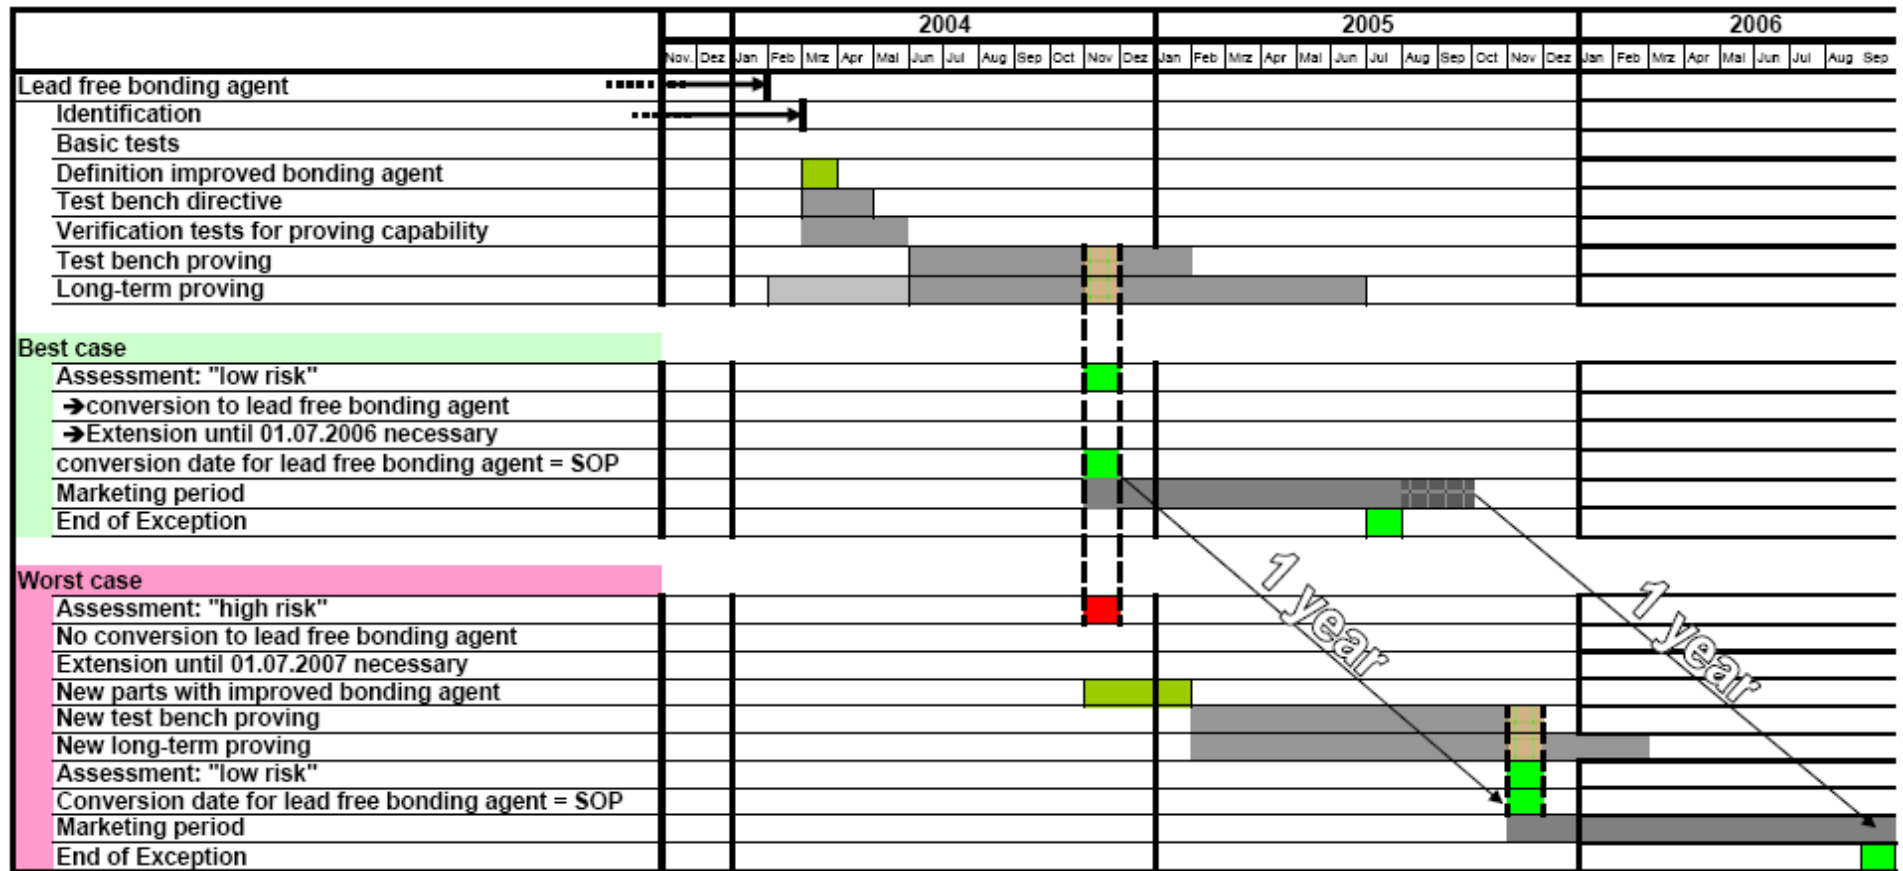 2004 2005 2006
Nov. Dez Jan Feb Mrz Apr Mai Jun Jul Aug Sep Oct Nov Dez Jan Feb Mrz Apr Mai Jun Jul Aug Sep Oct Nov Dez Jan Feb Mrz Apr Mai Jun Jul Aug Sep
Lead free bonding agent
Identification
Basic tests
Definition improved bonding agent
Test bench directive
Verification tests for proving capability
Test bench proving
Long-term proving
Best case
Assessment: "low risk"
➔conversion to lead free bonding agent
➔Extension until 01.07.2006 necessary
conversion date for lead free bonding agent = SOP
Marketing period
End of Exception
1 year
1 year
Worst case
Assessment: "high risk"
No conversion to lead free bonding agent
Extension until 01.07.2007 necessary
New parts with improved bonding agent
New test bench proving
New long-term proving
Assessment: "low risk"
Conversion date for lead free bonding agent = SOP
Marketing period
End of Exception